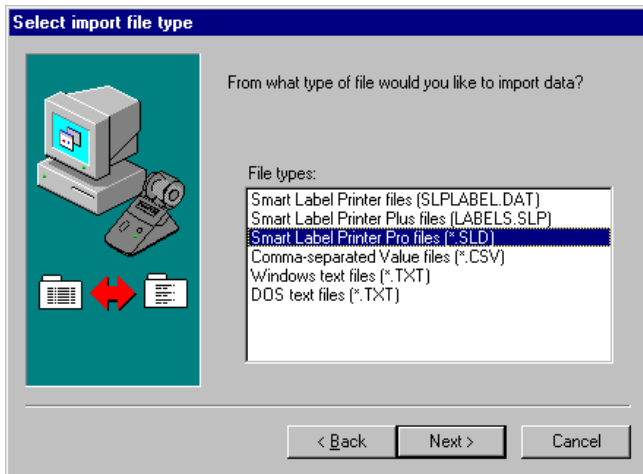 Select import file type
From what type of file would you like to import data?
File types:
Smart Label Printer files (SLPLABEL.DAT)
Smart Label Printer Plus files (LABELS.SLP)
Smart Label Printer Pro files (*.SLD)
Comma-separated Value files (*.CSV)
Windows text files (*.TXT)
DOS text files (*.TXT)
< Back
Next >
Cancel